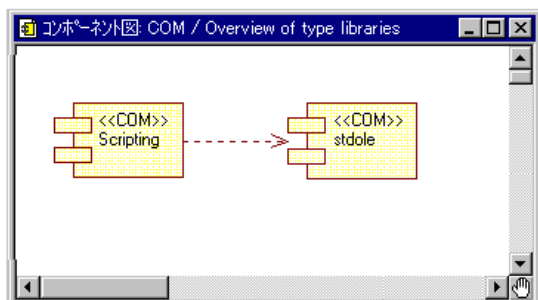 コンポーネント図: COM / Overview of type libraries
<<COM>>
Scripting
<<COM>>
stdole